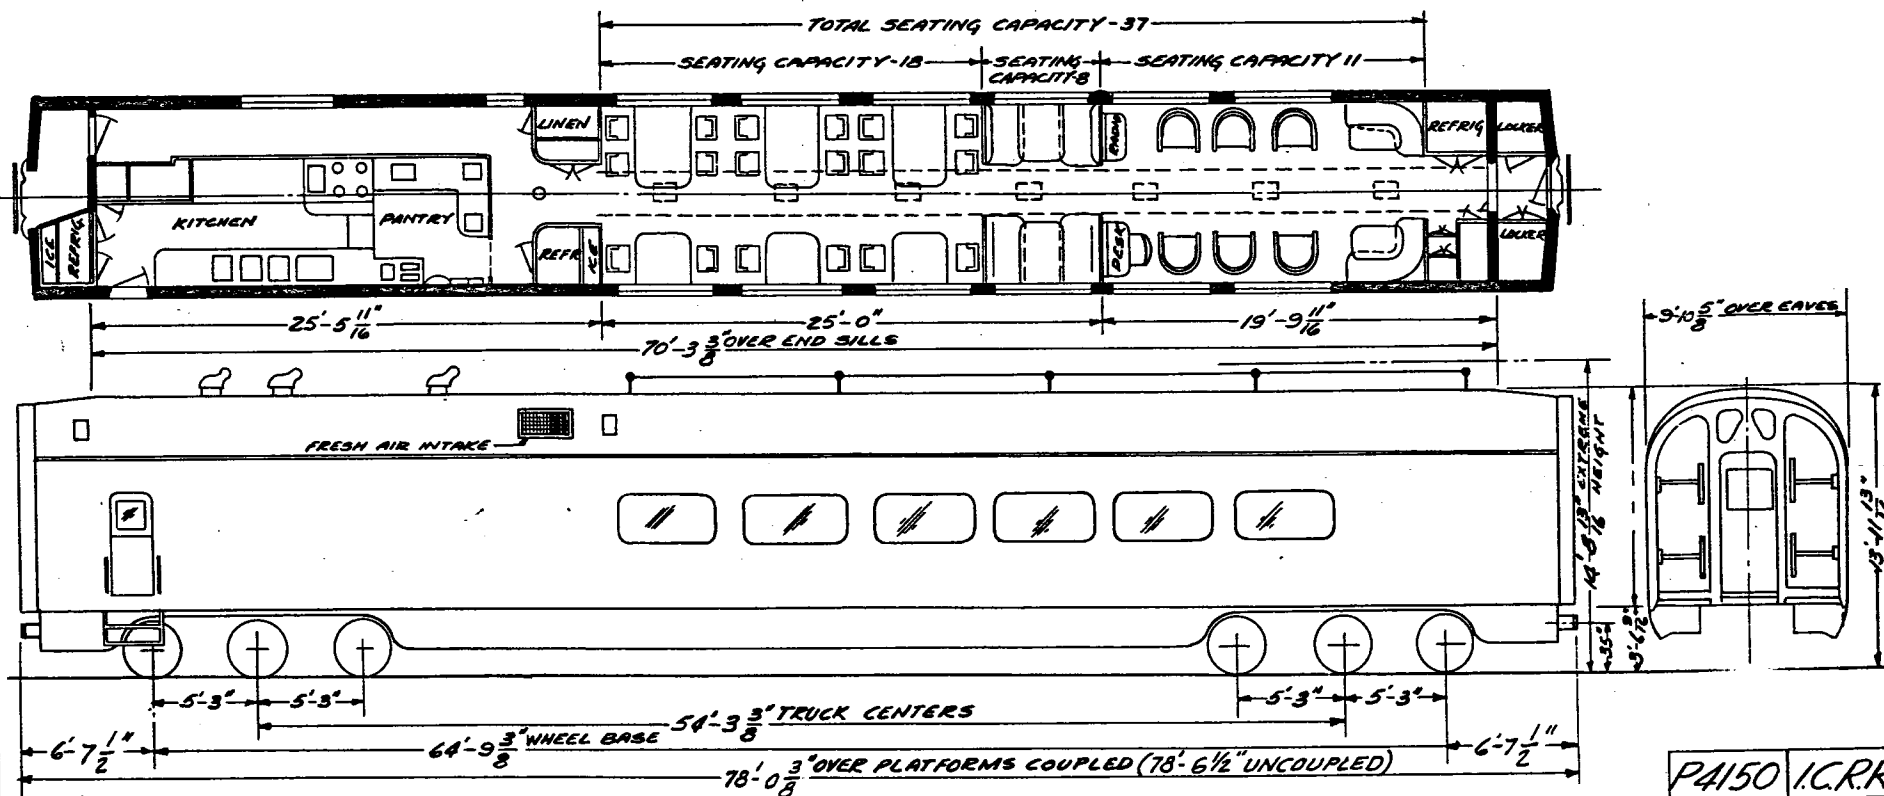 TOTAL SEATING CAPACITY-37
SEATING CAPACITY-18
SEATING CAPACITY-8
SEATING CAPACITY 11
LINEN
RADIO
REFRIG
LOCKER
KITCHEN
PANTRY
ICE
REFRIG
REFR
ICE
DESK
LOCKER
25'-5 11/16"
25'-0"
19'-9 11/16"
70'-3 3/8" OVER END SILLS
9'-10 5/8" OVER EAVES
FRESH AIR INTAKE
14'-8 13/16" EXTREME HEIGHT
35"
5'-3"
5'-3"
5'-3"
5'-3"
54'-3 3/8" TRUCK CENTERS
6'-7 1/2"
64'-9 3/8" WHEEL BASE
6'-7 1/2"
78'-0 3/8" OVER PLATFORMS COUPLED (78'-6 1/2" UNCOUPLED)
P4150
I.C.R.R